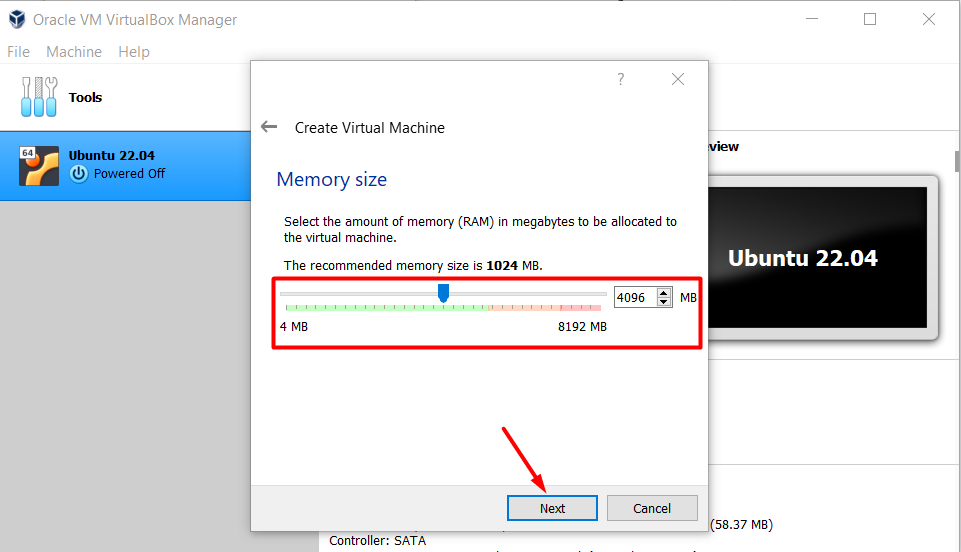 Oracle VM VirtualBox Manager
File Machine Help
Tools
64
Ubuntu 22.04
Powered Off
?
Create Virtual Machine
Memory size
Select the amount of memory (RAM) in megabytes to be allocated to
the virtual machine.
The recommended memory size is 1024 MB.
4096 MB
4 MB 8192 MB
Next Cancel
eview
Ubuntu 22.04
(58.37 MB)
Controller: SATA